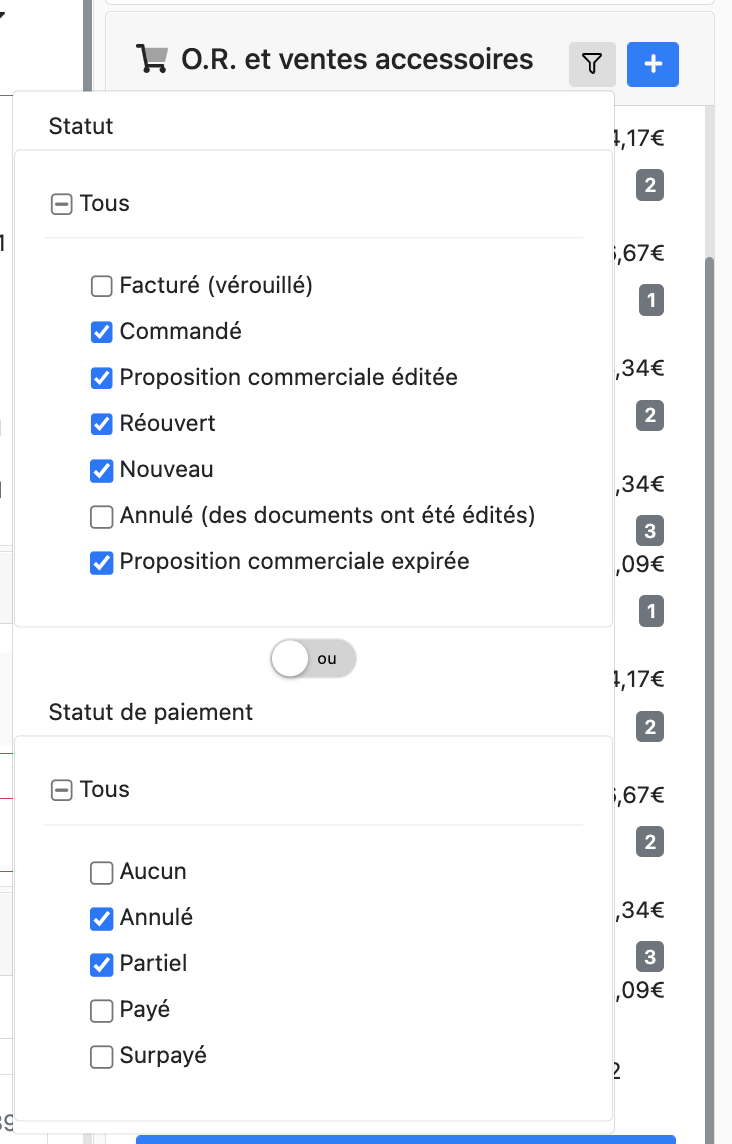 O.R. et ventes accessoires
Statut
Tous
Facturé (vérouillé)
Commandé
Proposition commerciale éditée
Réouvert
Nouveau
Annulé (des documents ont été édités)
Proposition commerciale expirée
ou
Statut de paiement
Tous
Aucun
Annulé
Partiel
Payé
Surpayé
4,17€
2
6,67€
1
,34€
2
,34€
3
,09€
1
4,17€
2
6,67€
2
,34€
3
,09€
2